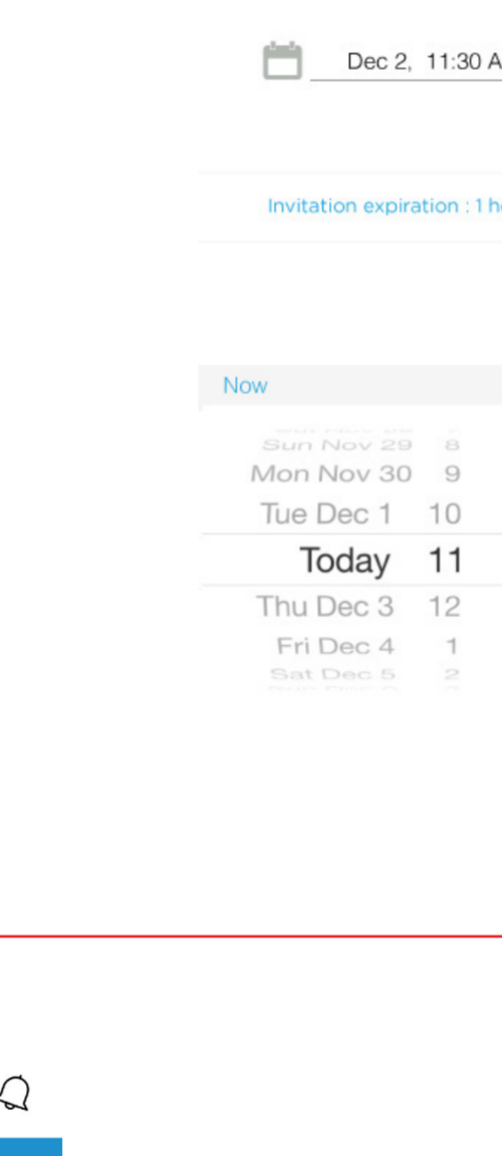 Dec 2, 11:30 A
Invitation expiration : 1 h
Now
Sun Nov 29 8
Mon Nov 30 9
Tue Dec 1 10
Today 11
Thu Dec 3 12
Fri Dec 4 1
Sat Dec 5 2